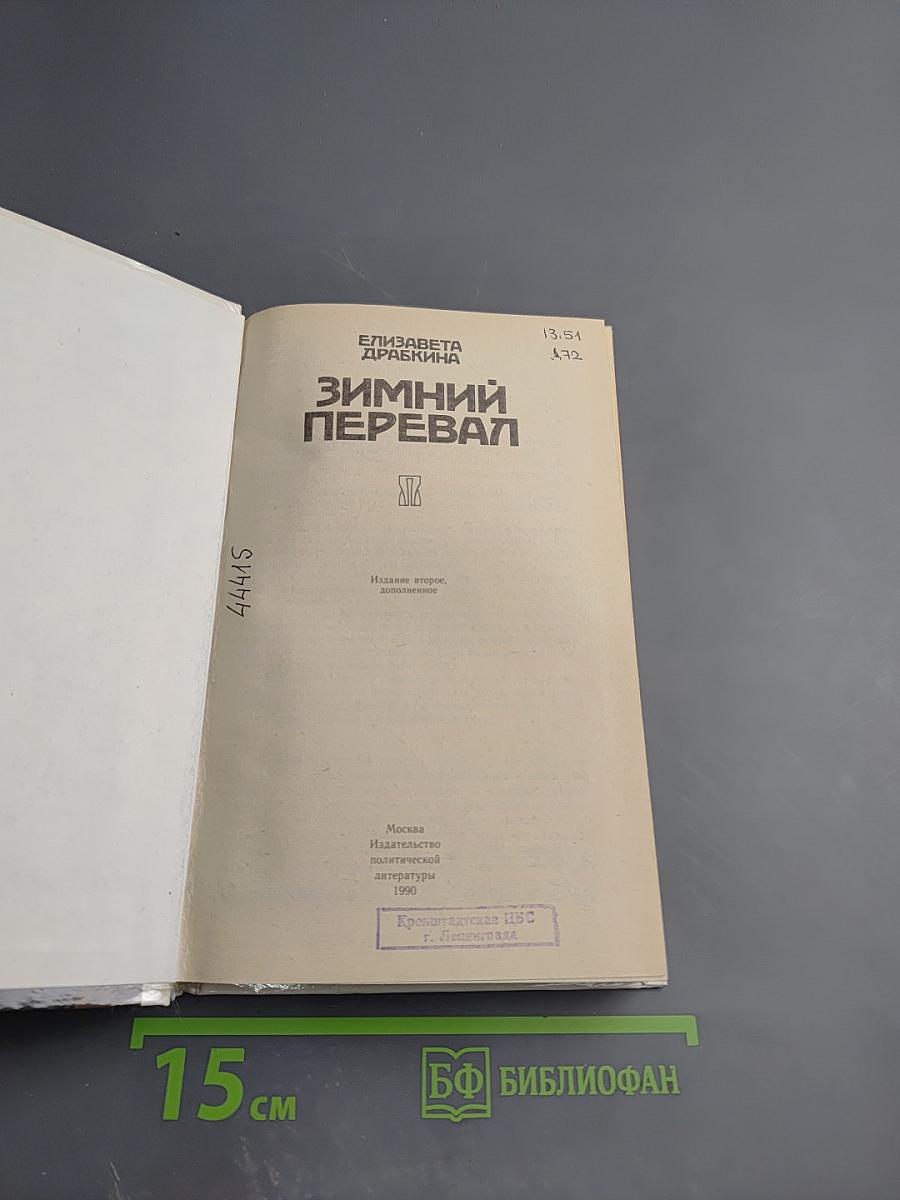 ЕЛИЗАВЕТА
ДРАБКИНА
13.51
Д72
ЗИМНИЙ
ПЕРЕВАЛ
44415
Издание второе,
дополненное
Москва
Издательство
политической
литературы
1990
Кронштадтская ЦБС
г. Ленинграда
15 см
БФ БИБЛИОФАН